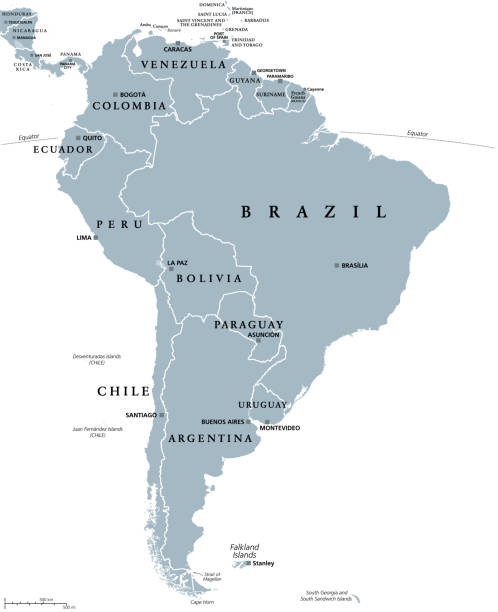 DOMINICA
Martinique
(FRANCE)
HONDURAS
TEGUCIGALPA
SAINT LUCIA
SAINT VINCENT AND
THE GRENADINES
BARBADOS
Aruba
Curaçao
Bonaire
NICARAGUA
MANAGUA
GRENADA
PORT
OF SPAIN
TRINIDAD
AND TOBAGO
CARACAS
COSTA
RICA
SAN JOSÉ
PANAMA
PANAMA
CITY
VENEZUELA
GEORGETOWN
PARAMARIBO
GUYANA
Cayenne
SURINAME
French
Guiana
BOGOTÁ
COLOMBIA
Equator
Equator
QUITO
ECUADOR
BRAZIL
PERU
LIMA
LA PAZ
BRASÍLIA
BOLIVIA
PARAGUAY
ASUNCIÓN
Desventuradas Islands
(CHILE)
CHILE
URUGUAY
SANTIAGO
BUENOS AIRES
MONTEVIDEO
Juan Fernández Islands
(CHILE)
ARGENTINA
Falkland
Islands
Stanley
Strait of
Magellan
Cape Horn
South Georgia and
South Sandwich Islands
0 500 km
0 500 mi